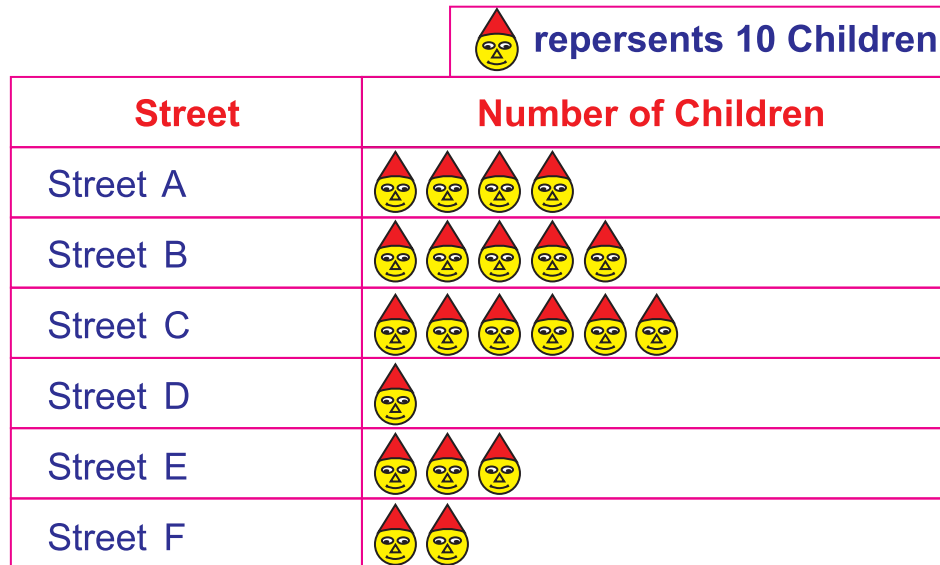 repersents 10 Children
Street Number of Children
Street A
Street B
Street C
Street D
Street E
Street F